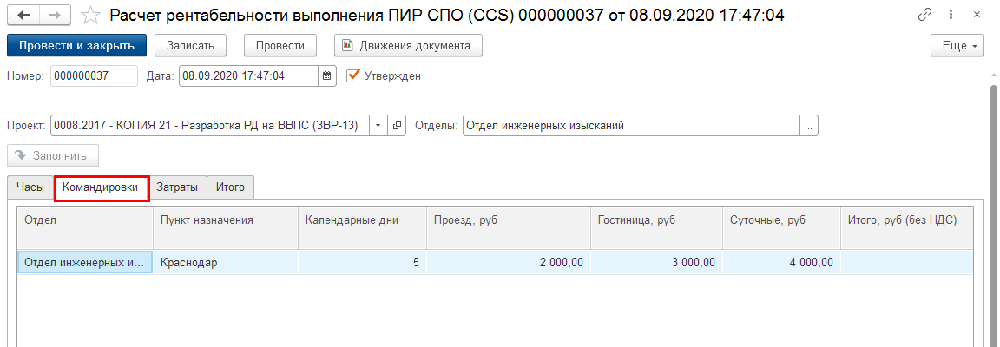 Расчет рентабельности выполнения ПИР СПО (CCS) 000000037 от 08.09.2020 17:47:04
Провести и закрыть Записать Провести Движения документа Еще
Номер: 000000037 Дата: 08.09.2020 17:47:04 Утвержден
Проект: 0008.2017 - КОПИЯ 21 - Разработка РД на ВВПС (ЗВР-13) Отделы: Отдел инженерных изысканий ...
Заполнить
Часы Командировки Затраты Итого
Отдел Пункт назначения Календарные дни Проезд, руб Гостиница, руб Суточные, руб Итого, руб (без НДС)
Отдел инженерных и... Краснодар 5 2 000,00 3 000,00 4 000,00